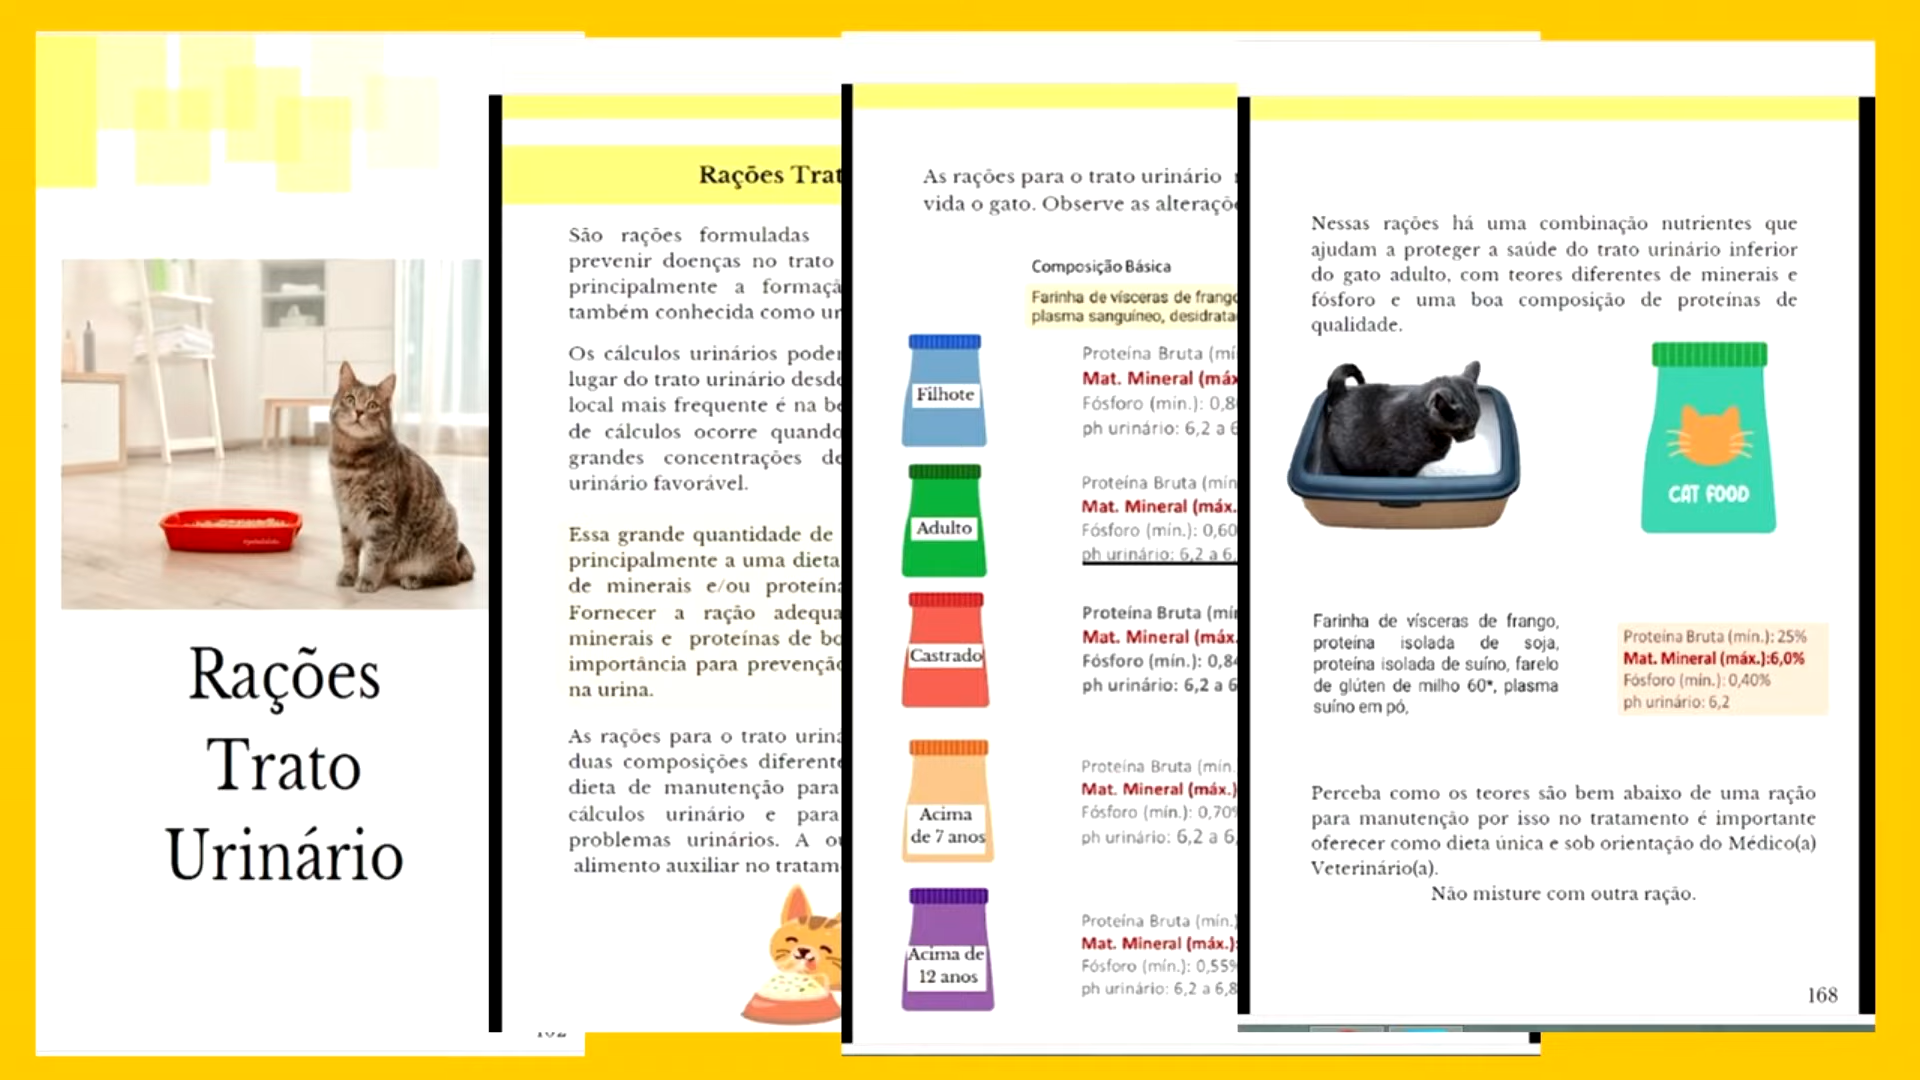 Rações
Trato
Urinário
Rações Trat
São rações formuladas
prevenir doenças no trato
principalmente a formaçã
também conhecida como ur
Os cálculos urinários poder
lugar do trato urinário desde
local mais frequente é na be
de cálculos ocorre quando
grandes concentrações de
urinário favorável.
Essa grande quantidade de
principalmente a uma dieta
de minerais e/ou proteína
Fornecer a ração adequa
minerais e proteínas de bo
importância para prevenção
na urina.
As rações para o trato urina
duas composições diferente
dieta de manutenção para
cálculos urinário e para
problemas urinários. A ou
alimento auxiliar no tratam
As rações para o trato urinário
vida o gato. Observe as alteraçõe
Composição Básica
Farinha de vísceras de frango
plasma sanguíneo, desidrata
Filhote
Proteína Bruta (mí
Mat. Mineral (máx
Fósforo (mín.): 0,8
ph urinário: 6,2 a 6
Adulto
Proteína Bruta (mín
Mat. Mineral (máx.
Fósforo (mín.): 0,60
ph urinário: 6,2 a 6,
Castrado
Proteína Bruta (mín
Mat. Mineral (máx.
Fósforo (mín.): 0,84
ph urinário: 6,2 a 6
Acima
de 7 anos
Proteína Bruta (mín
Mat. Mineral (máx.)
Fósforo (mín.): 0,70%
ph urinário: 6,2 a 6,
Acima de
12 anos
Proteína Bruta (mín.)
Mat. Mineral (máx.):
Fósforo (mín.): 0,55%
ph urinário: 6,2 a 6,8
Nessas rações há uma combinação nutrientes que
ajudam a proteger a saúde do trato urinário inferior
do gato adulto, com teores diferentes de minerais e
fósforo e uma boa composição de proteínas de
qualidade.
CAT FOOD
Farinha de vísceras de frango,
proteína isolada de soja,
proteína isolada de suíno, farelo
de glúten de milho 60*, plasma
suíno em pó,
Proteína Bruta (mín.): 25%
Mat. Mineral (máx.):6,0%
Fósforo (mín.): 0,40%
ph urinário: 6,2
Perceba como os teores são bem abaixo de uma ração
para manutenção por isso no tratamento é importante
oferecer como dieta única e sob orientação do Médico(a)
Veterinário(a).
Não misture com outra ração.
168